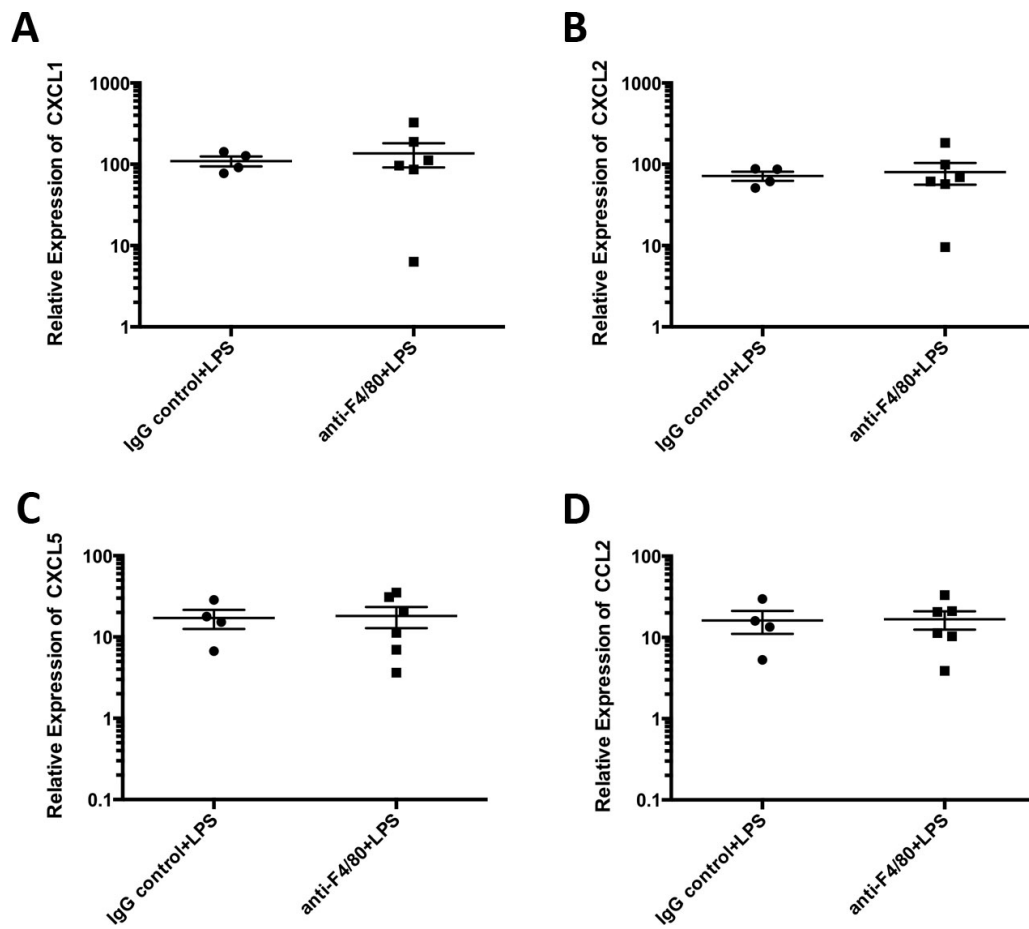 A
Relative Expression of CXCL1
1000
100
10
1
IgG control+LPS
anti-F4/80+LPS
B
Relative Expression of CXCL2
1000
100
10
1
IgG control+LPS
anti-F4/80+LPS
C
Relative Expression of CXCL5
100
10
1
0.1
IgG control+LPS
anti-F4/80+LPS
D
Relative Expression of CCL2
100
10
1
0.1
IgG control+LPS
anti-F4/80+LPS